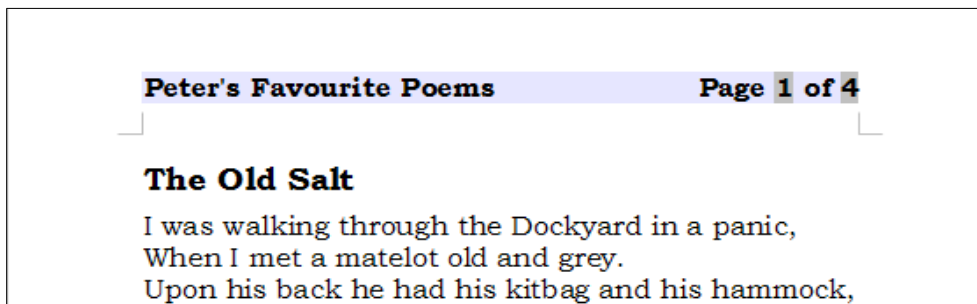 Peter's Favourite Poems Page 1 of 4
The Old Salt
I was walking through the Dockyard in a panic,
When I met a matelot old and grey.
Upon his back he had his kitbag and his hammock,